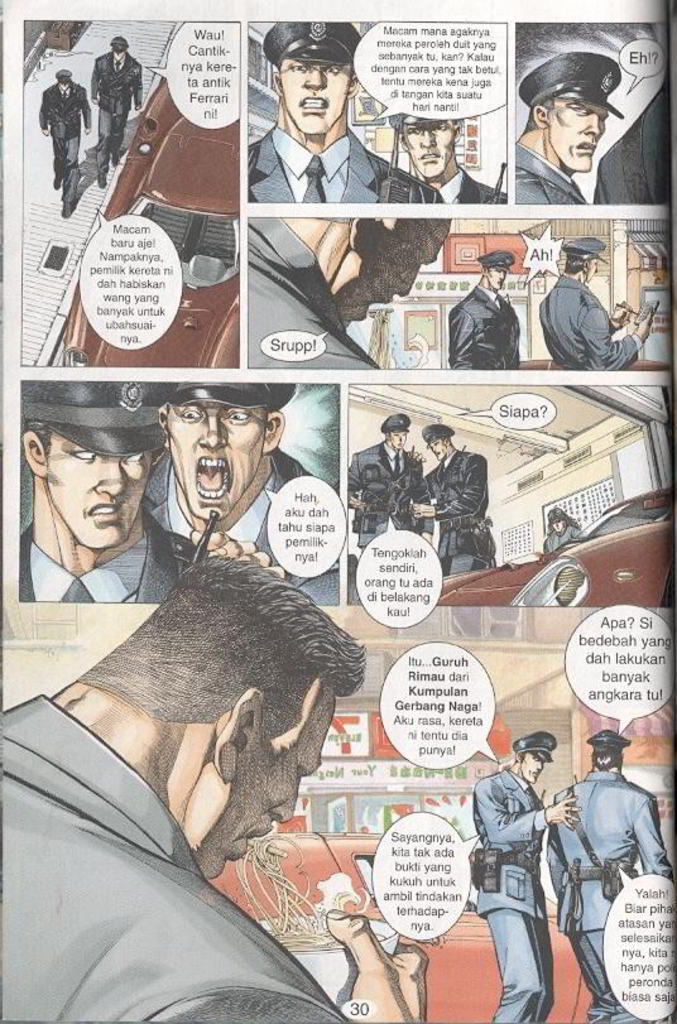 Wau!
Cantik-
nya kere-
ta antik
Ferrari
ni!
Macam
baru aje!
Nampaknya,
pemilik kereta ni
dah habiskan
wang yang
banyak untuk
ubahsuai-
nya.
Macam mana agaknya
mereka peroleh duit yang
sebanyak tu, kan? Kalau
dengan cara yang tak betul,
tentu mereka kena jatuh
di tangan kita suatu
hari nanti!
Eh!?
Srupp!
Ah!
Hah,
aku dah
tahu siapa
pemilik-
nya!
Siapa?
Tengoklah
sendiri,
orang tu ada
di belakang
kau!
Itu...Guruh
Rimau dari
Kumpulan
Gerbang Naga!
Aku rasa, kereta
ni tentu dia
punya!
Apa? Si
bedebah yang
dah lakukan
banyak
angkara tu!
Sayangnya,
kita tak ada
bukti yang
kukuh untuk
ambil tindakan
terhadap-
nya.
Yalah!
Biar piha
atasan ya
selesaika
nya, kita
hanya pol
peronda
biasa saja
30